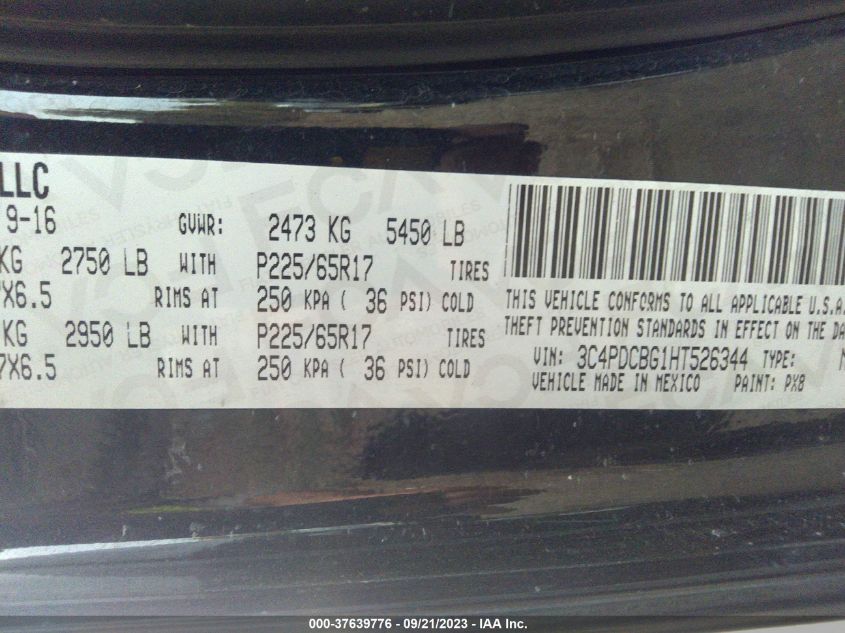 LLC
9-16 GVWR: 2473 KG 5450 LB
KG 2750 LB WITH P225/65R17 TIRES
X6.5 RIMS AT 250 KPA ( 36 PSI) COLD
KG 2950 LB WITH P225/65R17 TIRES
7X6.5 RIMS AT 250 KPA ( 36 PSI) COLD
THIS VEHICLE CONFORMS TO ALL APPLICABLE U.S.A.
THEFT PREVENTION STANDARDS IN EFFECT ON THE DA
VIN: 3C4PDCBG1HT526344 TYPE:
VEHICLE MADE IN MEXICO PAINT: PX8
000-37639776 - 09/21/2023 - IAA Inc.